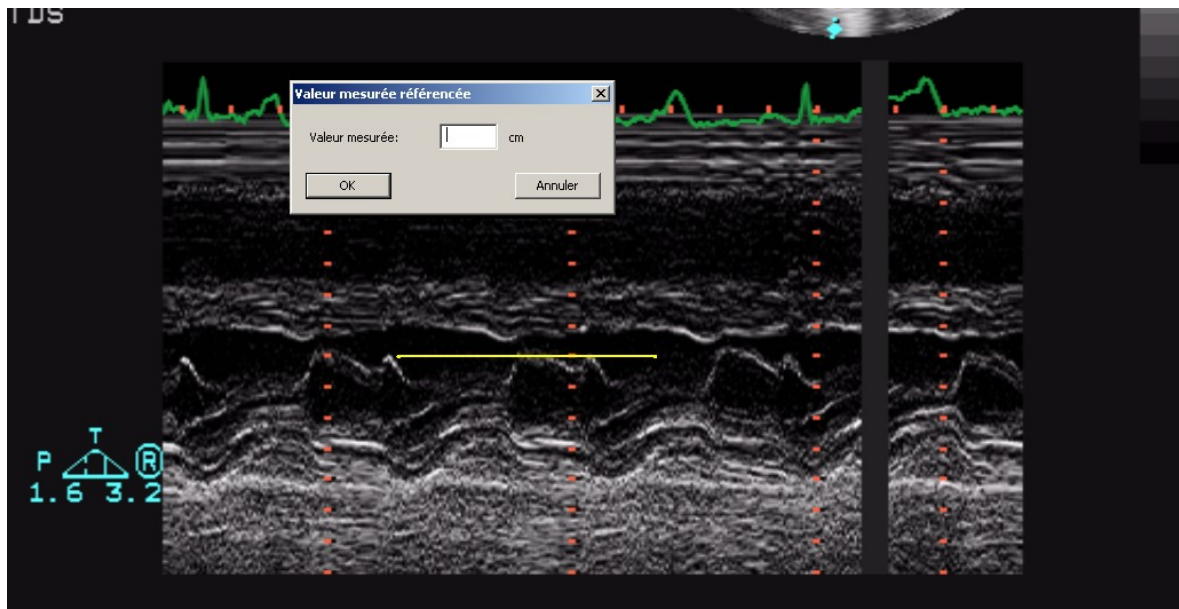 TDS
Valeur mesurée référencée
Valeur mesurée: cm
OK Annuler
T
P R
1.6 3.2